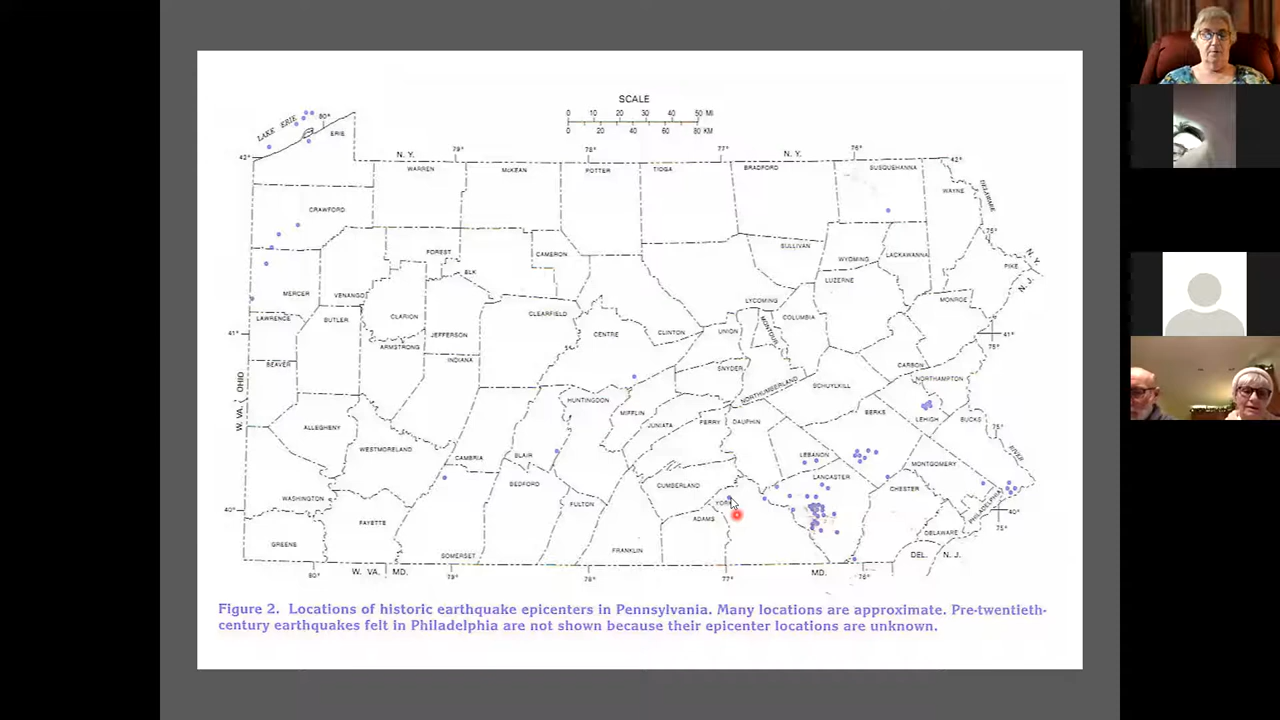 SCALE
0 10 20 30 40 50 MI
0 20 40 60 80 KM
LAKE ERIE
80°
ERIE
42°
N. Y.
79°
78°
77°
N. Y.
76°
42°
WARREN
McKEAN
POTTER
TIOGA
BRADFORD
SUSQUEHANNA
WAYNE
DELAWARE
CRAWFORD
75°
FOREST
ELK
CAMERON
SULLIVAN
WYOMING
LACKAWANNA
PIKE
N. Y.
N. J.
MERCER
VENANGO
LUZERNE
LYCOMING
MONROE
LAWRENCE
BUTLER
CLARION
CLEARFIELD
COLUMBIA
41°
JEFFERSON
CENTRE
CLINTON
UNION
MONTOUR
41°
75°
ARMSTRONG
INDIANA
BEAVER
SNYDER
CARBON
NORTHAMPTON
W. VA. OHIO
HUNTINGDON
MIFFLIN
NORTHUMBERLAND
SCHUYLKILL
ALLEGHENY
JUNIATA
PERRY
DAUPHIN
BERKS
LEHIGH
BUCKS
75°
RIVER
WESTMORELAND
CAMBRIA
BLAIR
LEBANON
MONTGOMERY
BEDFORD
CUMBERLAND
LANCASTER
CHESTER
WASHINGTON
FULTON
YORK
PHILADELPHIA
40°
FAYETTE
ADAMS
40°
75°
GREENE
SOMERSET
FRANKLIN
DELAWARE
80°
W. VA. MD.
79°
78°
77°
MD.
76°
DEL. N. J.
Figure 2. Locations of historic earthquake epicenters in Pennsylvania. Many locations are approximate. Pre-twentieth-
century earthquakes felt in Philadelphia are not shown because their epicenter locations are unknown.